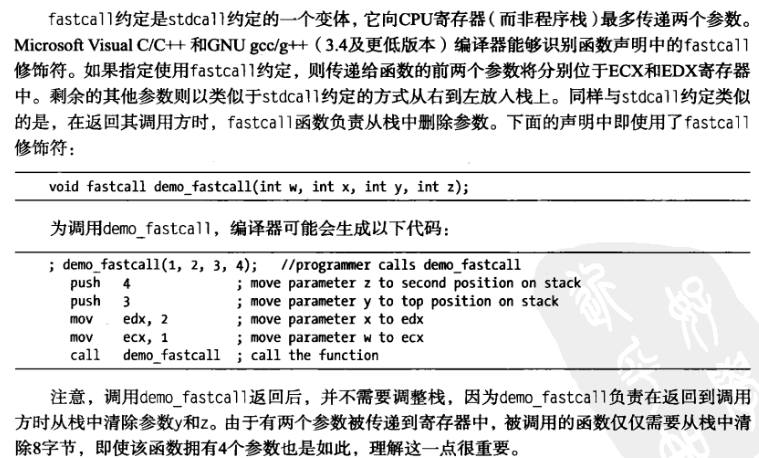 fastcall约定是stdcall约定的一个变体，它向CPU寄存器（而非程序栈）最多传递两个参数。
Microsoft Visual C/C++ 和GNU gcc/g++（3.4及更低版本）编译器能够识别函数声明中的fastcall
修饰符。如果指定使用fastcall约定，则传递给函数的前两个参数将分别位于ECX和EDX寄存器
中。剩余的其他参数则以类似于stdcall约定的方式从右到左放入栈上。同样与stdcall约定类似
的是，在返回其调用方时，fastcall函数负责从栈中删除参数。下面的声明中即使用了fastcall
修饰符：
void fastcall demo_fastcall(int w, int x, int y, int z);
为调用demo_fastcall，编译器可能会生成以下代码：
; demo_fastcall(1, 2, 3, 4); //programmer calls demo_fastcall
push 4 ; move parameter z to second position on stack
push 3 ; move parameter y to top position on stack
mov edx, 2 ; move parameter x to edx
mov ecx, 1 ; move parameter w to ecx
call demo_fastcall ; call the function
注意，调用demo_fastcall返回后，并不需要调整栈，因为demo_fastcall负责在返回到调用
方时从栈中清除参数y和z。由于有两个参数被传递到寄存器中，被调用的函数仅仅需要从栈中清
除8字节，即使该函数拥有4个参数也是如此，理解这一点很重要。